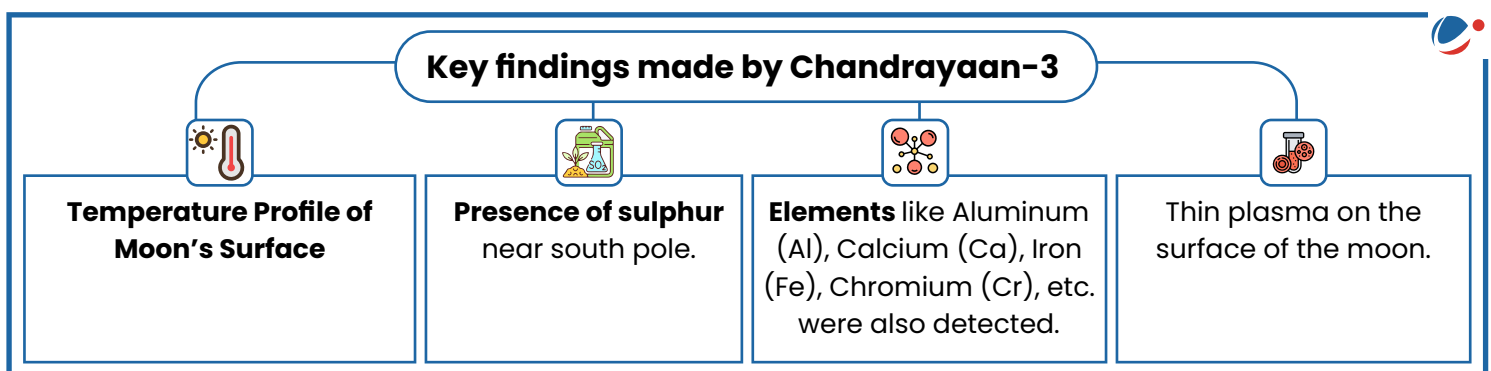 Key findings made by Chandrayaan-3
Temperature Profile of
Moon's Surface
SO₂
Presence of sulphur
near south pole.
Elements like Aluminum
(Al), Calcium (Ca), Iron
(Fe), Chromium (Cr), etc.
were also detected.
Thin plasma on the
surface of the moon.